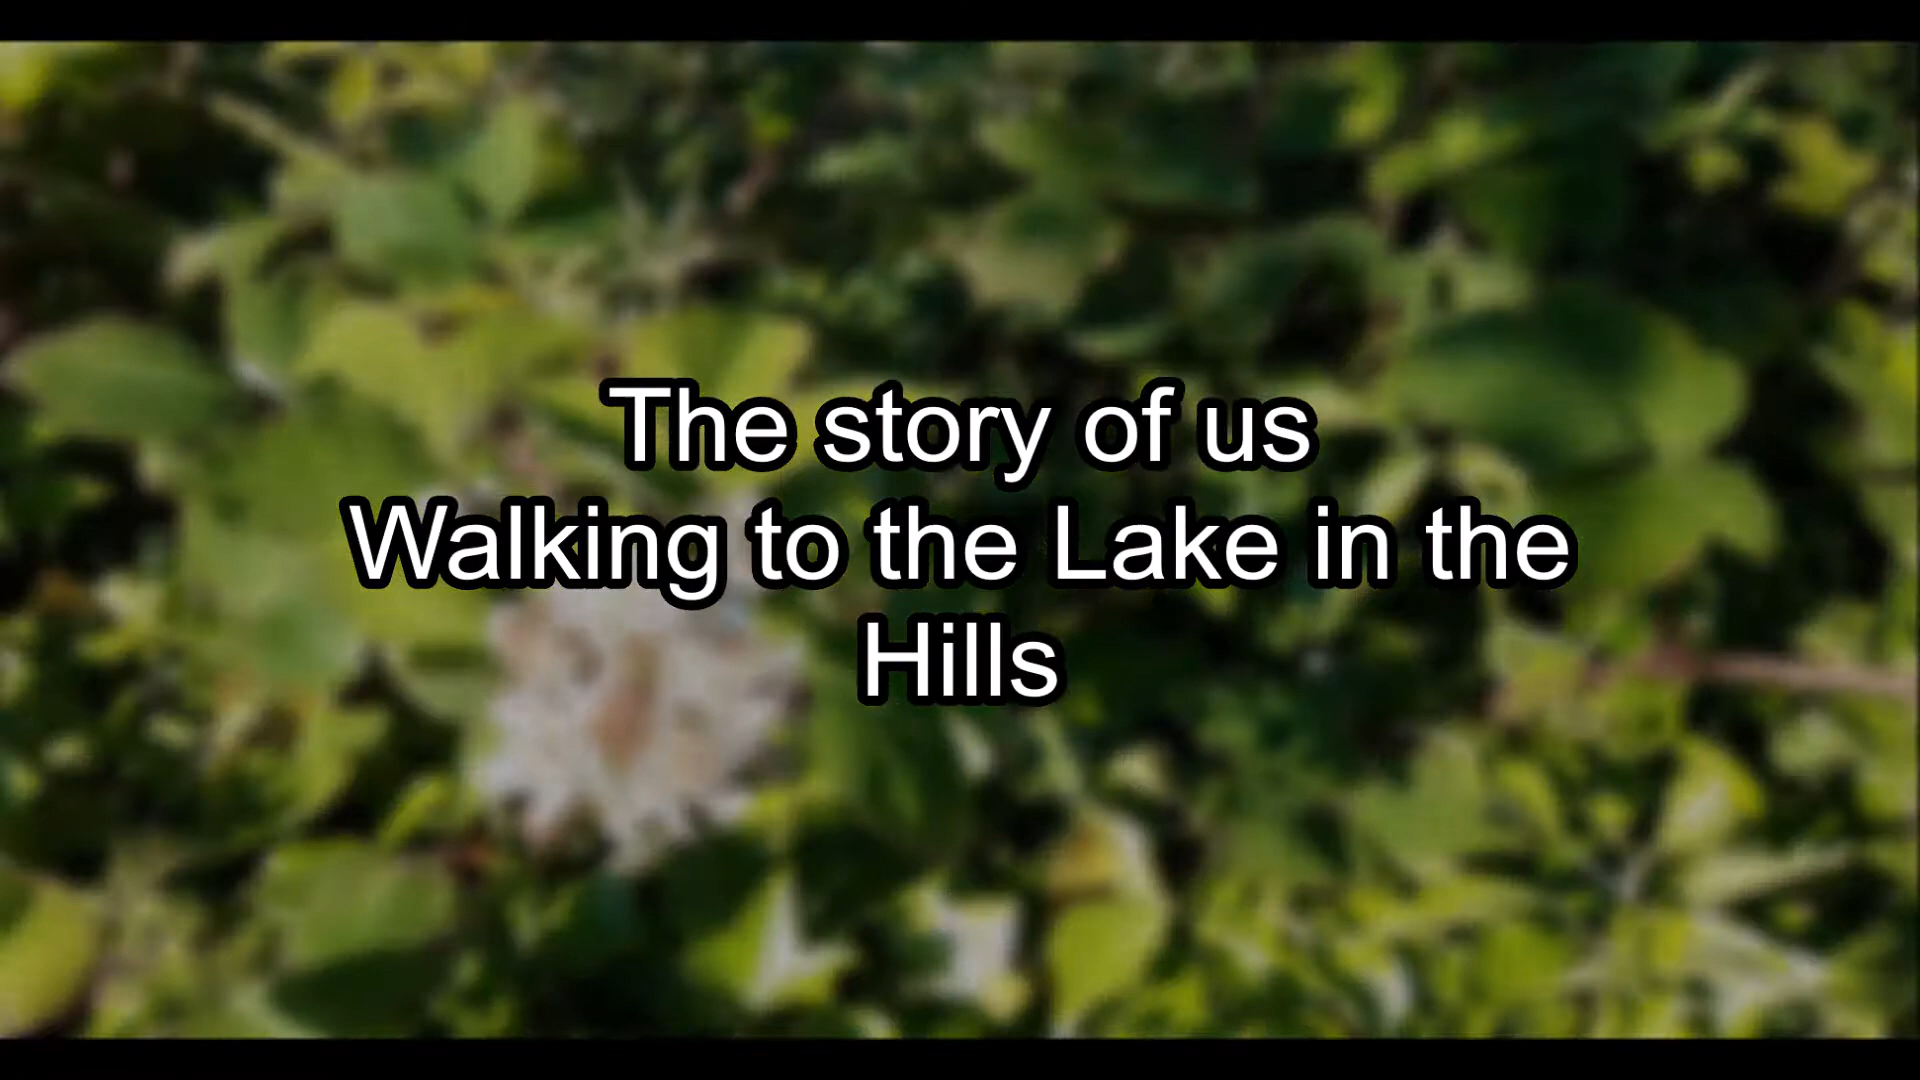 The story of us
Walking to the Lake in the
Hills